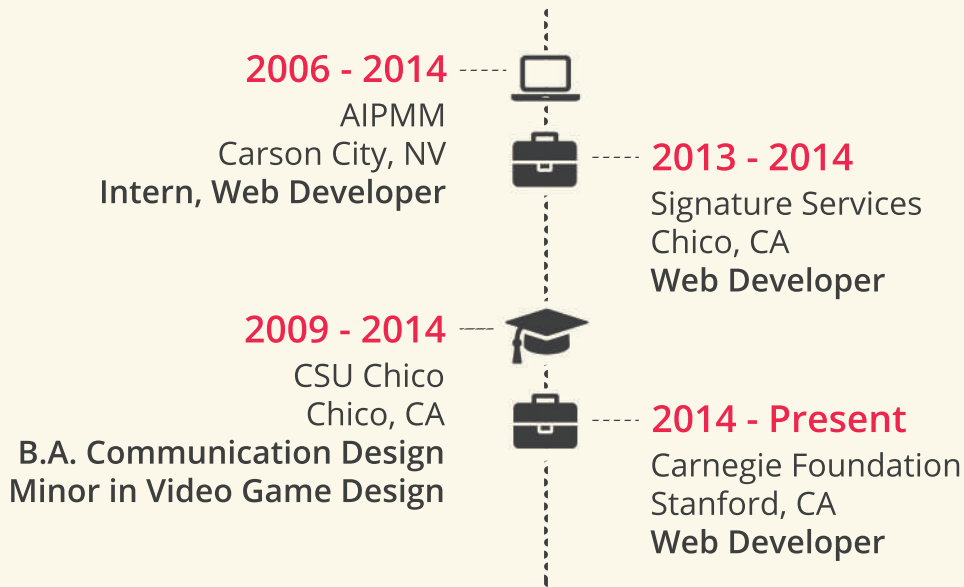 2006 - 2014
AIPMM
Carson City, NV
Intern, Web Developer
2013 - 2014
Signature Services
Chico, CA
Web Developer
2009 - 2014
CSU Chico
Chico, CA
B.A. Communication Design
Minor in Video Game Design
2014 - Present
Carnegie Foundation
Stanford, CA
Web Developer